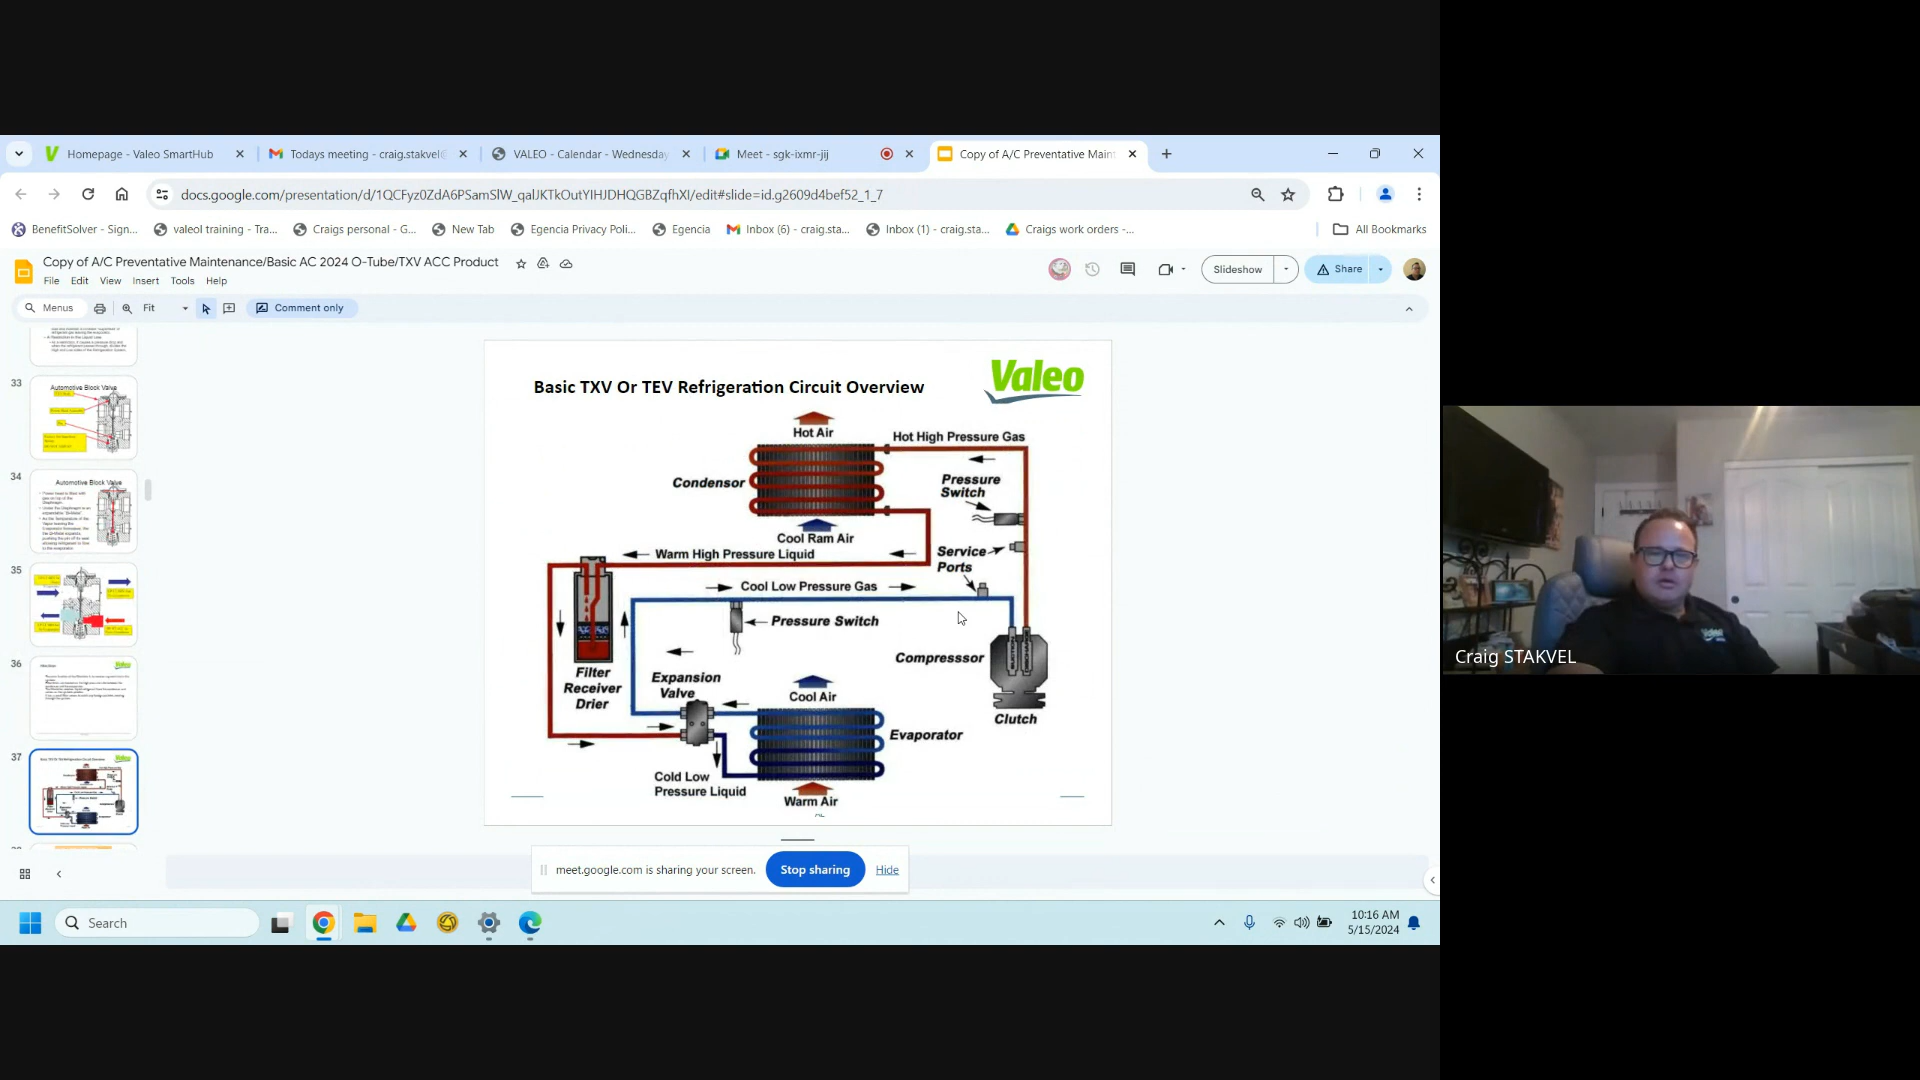 Homepage - Valeo SmartHub
Todays meeting - craig.stakvel@
VALEO - Calendar - Wednesday
Meet - sgk-ixmr-jij
Copy of A/C Preventative Main
docs.google.com/presentation/d/
BenefitSolver - Sign...
valeol training - Tra...
Craigs personal - G...
New Tab
Egencia Privacy Poli...
Egencia
Inbox (6) - craig.sta...
Inbox (1) - craig.sta...
Craigs work orders -...
All Bookmarks
Copy of A/C Preventative Maintenance/Basic AC 2024 O-Tube/TXV ACC Product
File Edit View Insert Tools Help
Slideshow
Share
Menus
Fit
Comment only
33
Automotive Block Valve
34
Automotive Block Valve
35
36
Valeo
37
Valeo
Basic TXV Or TEV Refrigeration Circuit Overview
Hot Air
Hot High Pressure Gas
Condensor
Pressure
Switch
Cool Ram Air
Warm High Pressure Liquid
Service
Ports
Cool Low Pressure Gas
Pressure Switch
Filter
Receiver
Drier
Expansion
Valve
Compresssor
Cool Air
Clutch
Evaporator
Cold Low
Pressure Liquid
Warm Air
meet.google.com is sharing your screen.
Stop sharing
Hide
Search
10:16 AM
5/15/2024
Craig STAKVEL